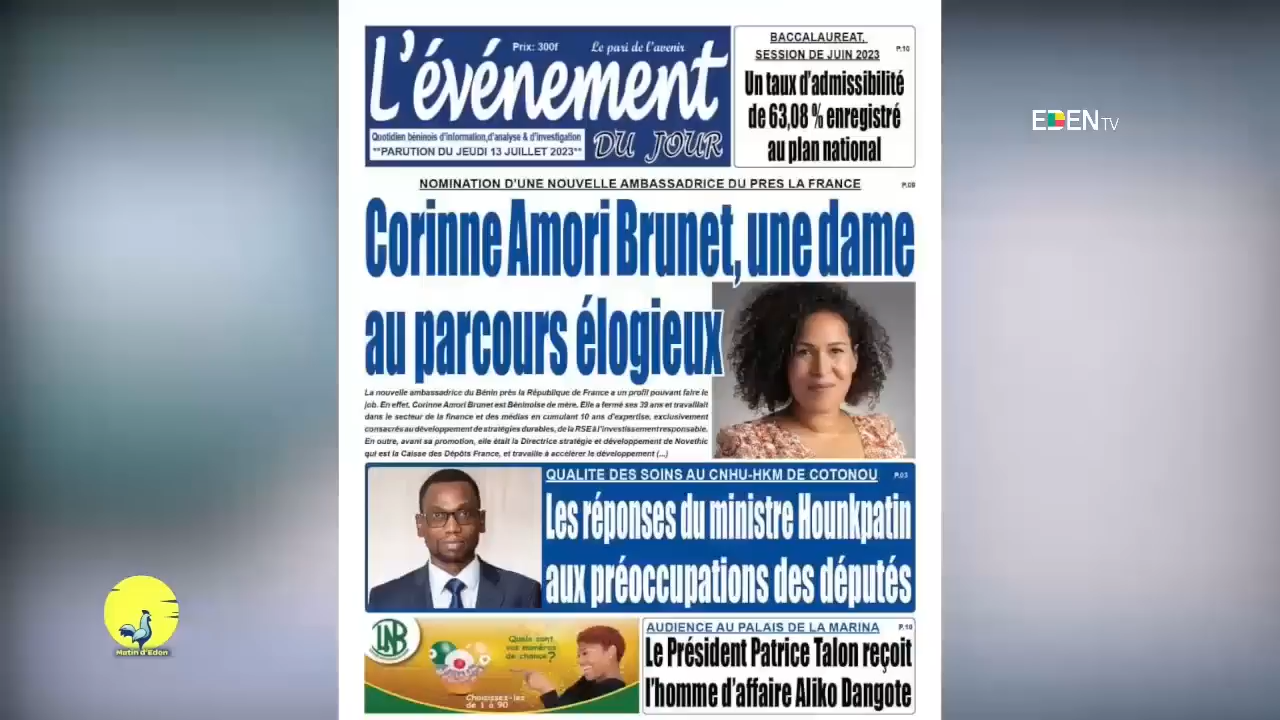 Prix: 300f
Le pari de l'avenir
L'événement
DU JOUR
Quotidien béninois d'information,d'analyse & d'investigation
**PARUTION DU JEUDI 13 JUILLET 2023**
BACCALAUREAT,
SESSION DE JUIN 2023
P.10
Un taux d'admissibilité
de 63,08 % enregistré
au plan national
EDEN TV
NOMINATION D'UNE NOUVELLE AMBASSADRICE DU PRES LA FRANCE
Corinne Amori Brunet, une dame
au parcours élogieux
La nouvelle ambassadrice du Bénin près la République de France a un profil pouvant faire le
job. En effet, Corinne Amori Brunet est Béninoise de mère. Elle a fermé ses 39 ans et travaillait
dans le secteur de la finance et des médias en cumulant 10 ans d'expertise, exclusivement
consacrés au développement de stratégies durables, de la RSE à l'investissement responsable.
En outre, avant sa promotion, elle était la Directrice stratégie et développement de Novethic
qui est la Caisse des Dépôts France, et travaille à accélérer le développement (...)
QUALITE DES SOINS AU CNHU-HKM DE COTONOU
P.03
Les réponses du ministre Hounkpatin
aux préoccupations des députés
LNB
Quels sont
vos numéros
de chance?
Choisissez-les
de 1 à 90
AUDIENCE AU PALAIS DE LA MARINA
P.10
Le Président Patrice Talon reçoit
l'homme d'affaire Aliko Dangote
Matin d'Eden